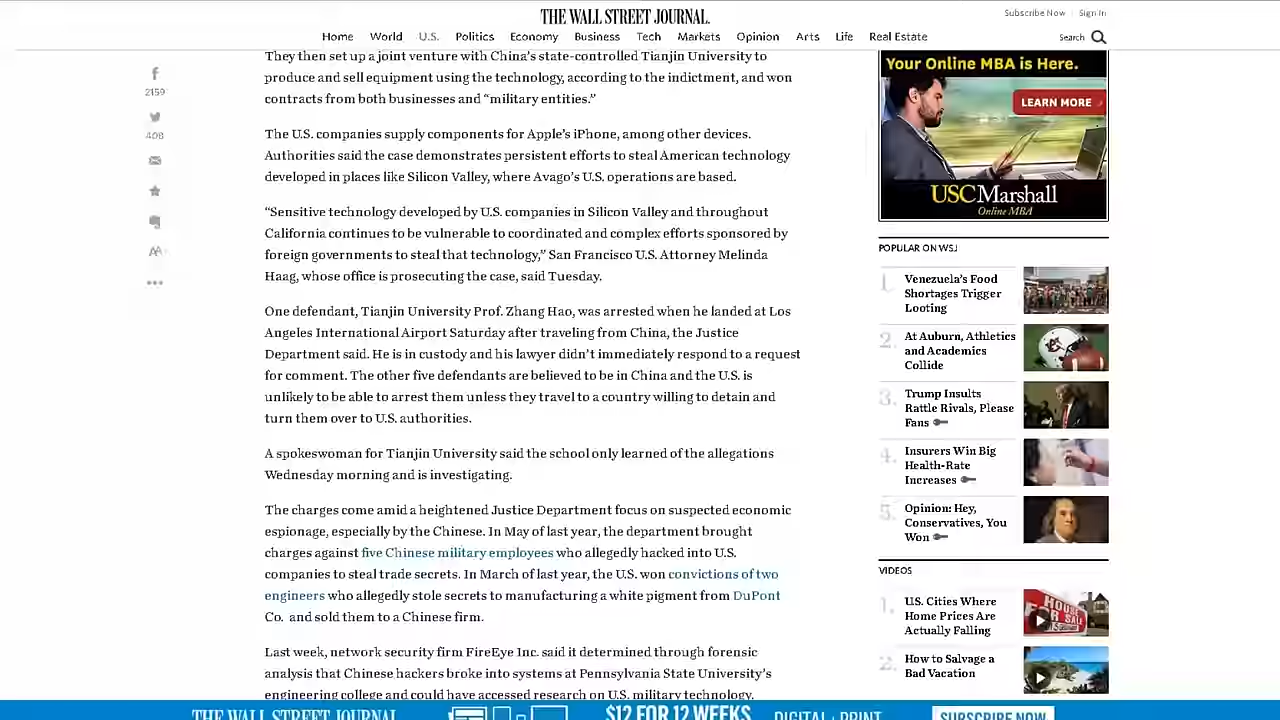 THE WALL STREET JOURNAL.
Subscribe Now | Sign In
Home World U.S. Politics Economy Business Tech Markets Opinion Arts Life Real Estate
Search
They then set up a joint venture with China's state-controlled Tianjin University to
produce and sell equipment using the technology, according to the indictment, and won
contracts from both businesses and “military entities.”
2159
408
AA
The U.S. companies supply components for Apple's iPhone, among other devices.
Authorities said the case demonstrates persistent efforts to steal American technology
developed in places like Silicon Valley, where Avago's U.S. operations are based.
“Sensitive technology developed by U.S. companies in Silicon Valley and throughout
California continues to be vulnerable to coordinated and complex efforts sponsored by
foreign governments to steal that technology,” San Francisco U.S. Attorney Melinda
Haag, whose office is prosecuting the case, said Tuesday.
One defendant, Tianjin University Prof. Zhang Hao, was arrested when he landed at Los
Angeles International Airport Saturday after traveling from China, the Justice
Department said. He is in custody and his lawyer didn't immediately respond to a request
for comment. The other five defendants are believed to be in China and the U.S. is
unlikely to be able to arrest them unless they travel to a country willing to detain and
turn them over to U.S. authorities.
A spokeswoman for Tianjin University said the school only learned of the allegations
Wednesday morning and is investigating.
The charges come amid a heightened Justice Department focus on suspected economic
espionage, especially by the Chinese. In May of last year, the department brought
charges against five Chinese military employees who allegedly hacked into U.S.
companies to steal trade secrets. In March of last year, the U.S. won convictions of two
engineers who allegedly stole secrets to manufacturing a white pigment from DuPont
Co. and sold them to a Chinese firm.
Last week, network security firm FireEye Inc. said it determined through forensic
analysis that Chinese hackers broke into systems at Pennsylvania State University's
engineering college and could have accessed research on U.S. military technology.
Your Online MBA is Here.
LEARN MORE
USC Marshall
Online MBA
POPULAR ON WSJ
1. Venezuela's Food
Shortages Trigger
Looting
2. At Auburn, Athletics
and Academics
Collide
3. Trump Insults
Rattle Rivals, Please
Fans
4. Insurers Win Big
Health-Rate
Increases
5. Opinion: Hey,
Conservatives, You
Won
VIDEOS
1. U.S. Cities Where
Home Prices Are
Actually Falling
HOUSE
FOR SALE
2. How to Salvage a
Bad Vacation
THE WALL STREET JOURNAL
$12 FOR 12 WEEKS
DIGITAL + PRINT
SUBSCRIBE NOW